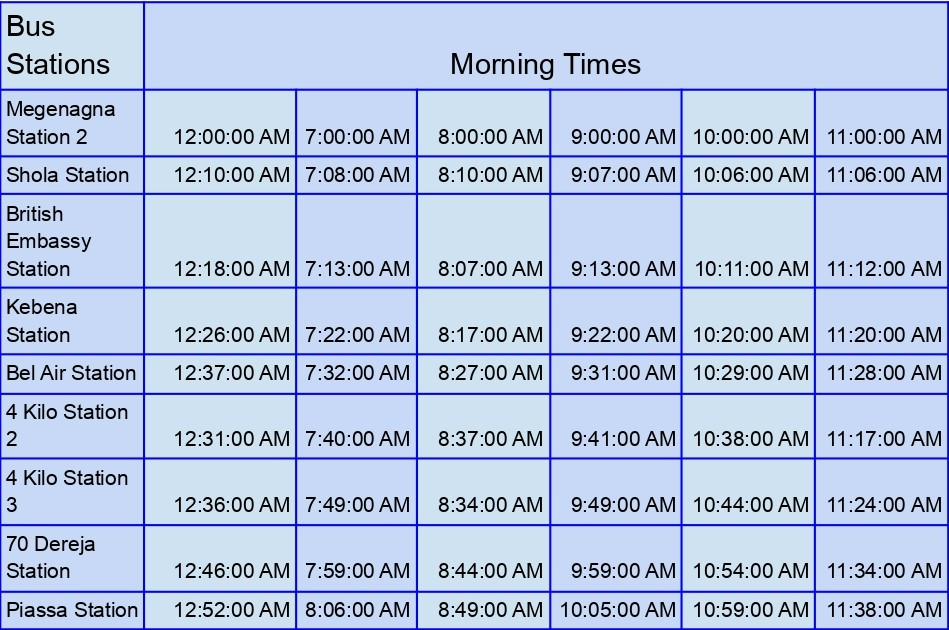 Bus
Stations
Morning Times
Megenagna
Station 2 12:00:00 AM 7:00:00 AM 8:00:00 AM 9:00:00 AM 10:00:00 AM 11:00:00 AM
Shola Station 12:10:00 AM 7:08:00 AM 8:10:00 AM 9:07:00 AM 10:06:00 AM 11:06:00 AM
British
Embassy
Station 12:18:00 AM 7:13:00 AM 8:07:00 AM 9:13:00 AM 10:11:00 AM 11:12:00 AM
Kebena
Station 12:26:00 AM 7:22:00 AM 8:17:00 AM 9:22:00 AM 10:20:00 AM 11:20:00 AM
Bel Air Station 12:37:00 AM 7:32:00 AM 8:27:00 AM 9:31:00 AM 10:29:00 AM 11:28:00 AM
4 Kilo Station
2 12:31:00 AM 7:40:00 AM 8:37:00 AM 9:41:00 AM 10:38:00 AM 11:17:00 AM
4 Kilo Station
3 12:36:00 AM 7:49:00 AM 8:34:00 AM 9:49:00 AM 10:44:00 AM 11:24:00 AM
70 Dereja
Station 12:46:00 AM 7:59:00 AM 8:44:00 AM 9:59:00 AM 10:54:00 AM 11:34:00 AM
Piassa Station 12:52:00 AM 8:06:00 AM 8:49:00 AM 10:05:00 AM 10:59:00 AM 11:38:00 AM